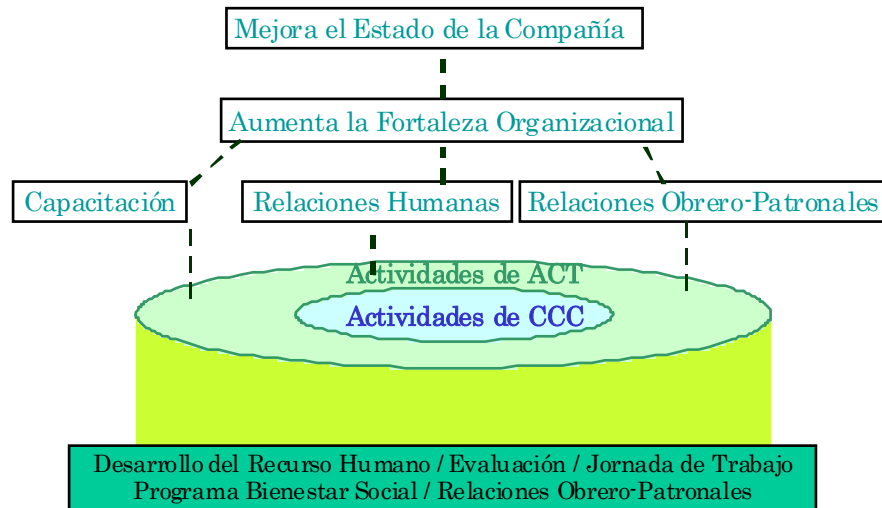 Mejora el Estado de la Compañía
Aumenta la Fortaleza Organizacional
Capacitación
Relaciones Humanas
Relaciones Obrero-Patronales
Actividades de ACT
Actividades de CCC
Desarrollo del Recurso Humano / Evaluación / Jornada de Trabajo
Programa Bienestar Social / Relaciones Obrero-Patronales